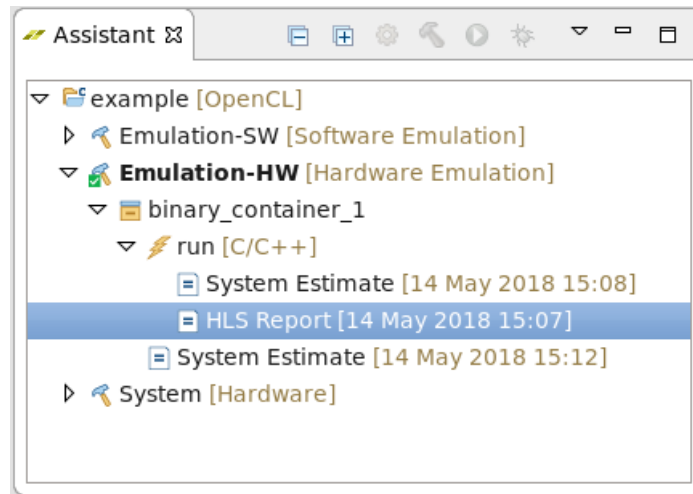 Assistant
example [OpenCL]
Emulation-SW [Software Emulation]
Emulation-HW [Hardware Emulation]
binary_container_1
run [C/C++]
System Estimate [14 May 2018 15:08]
HLS Report [14 May 2018 15:07]
System Estimate [14 May 2018 15:12]
System [Hardware]